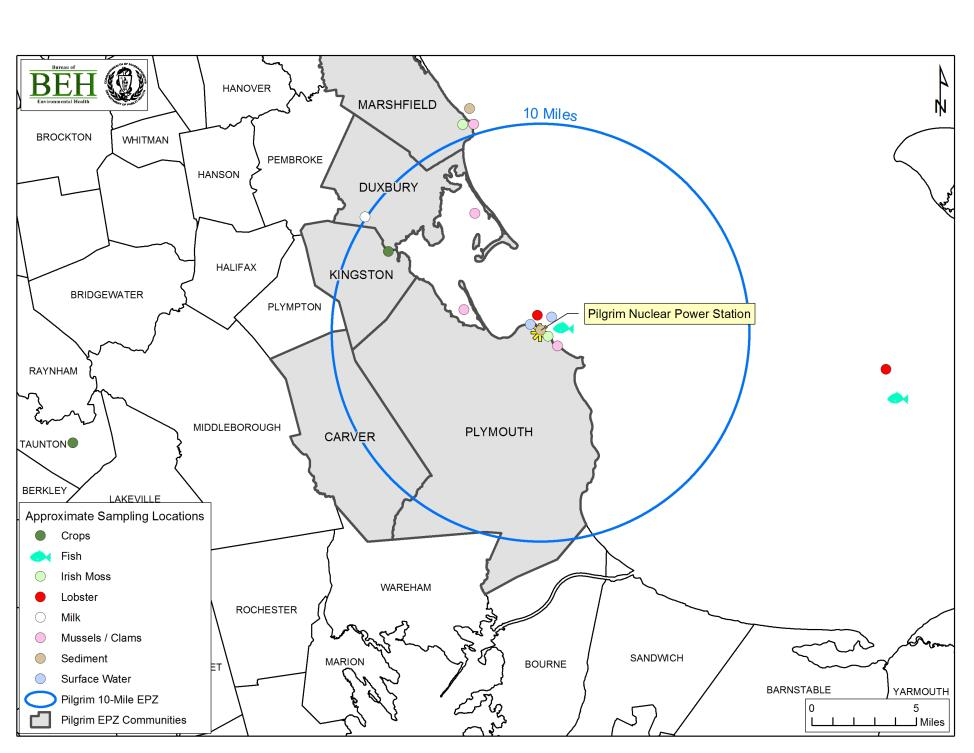 Bureau of
BEH
Environmental Health
N
HANOVER
MARSHFIELD
10 Miles
BROCKTON
WHITMAN
PEMBROKE
HANSON
DUXBURY
HALIFAX
KINGSTON
BRIDGEWATER
PLYMPTON
Pilgrim Nuclear Power Station
RAYNHAM
MIDDLEBOROUGH
CARVER
PLYMOUTH
TAUNTON
BERKLEY
LAKEVILLE
Approximate Sampling Locations
Crops
Fish
Irish Moss
Lobster
Milk
Mussels / Clams
Sediment
Surface Water
Pilgrim 10-Mile EPZ
Pilgrim EPZ Communities
WAREHAM
ROCHESTER
ET
MARION
BOURNE
SANDWICH
BARNSTABLE
YARMOUTH
0 5
Miles